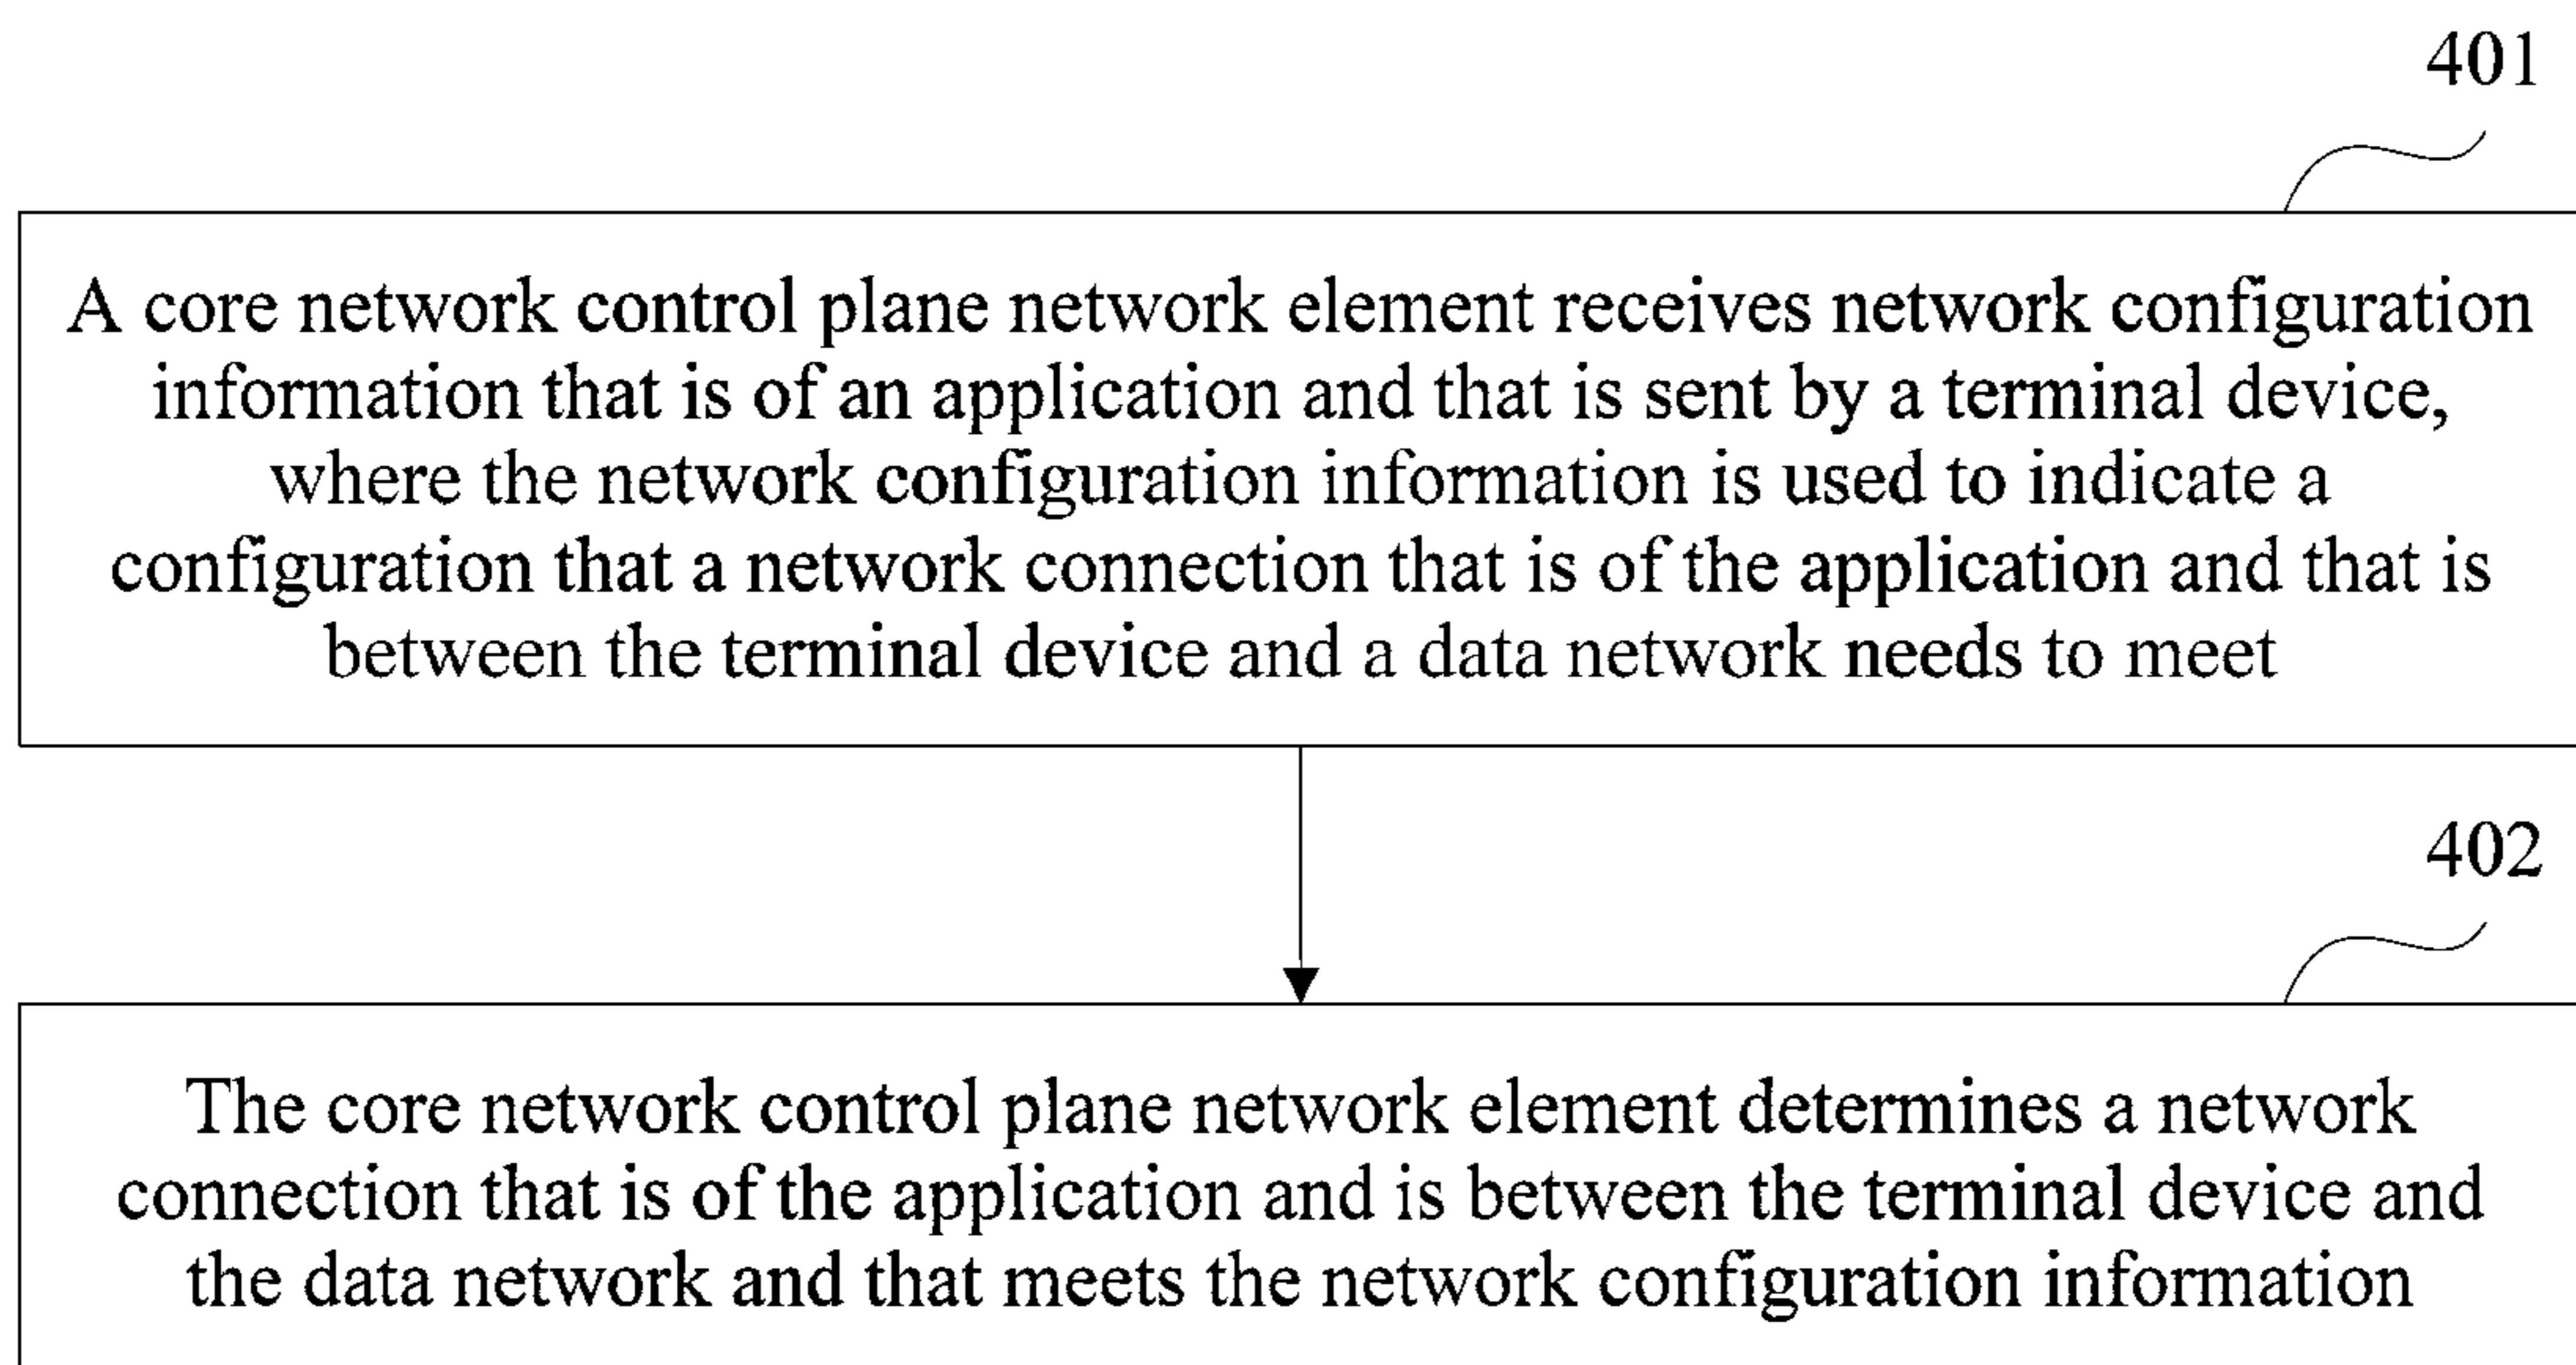 401
A core network control plane network element receives network configuration
information that is of an application and that is sent by a terminal device,
where the network configuration information is used to indicate a
configuration that a network connection that is of the application and that is
between the terminal device and a data network needs to meet
402
The core network control plane network element determines a network
connection that is of the application and is between the terminal device and
the data network and that meets the network configuration information